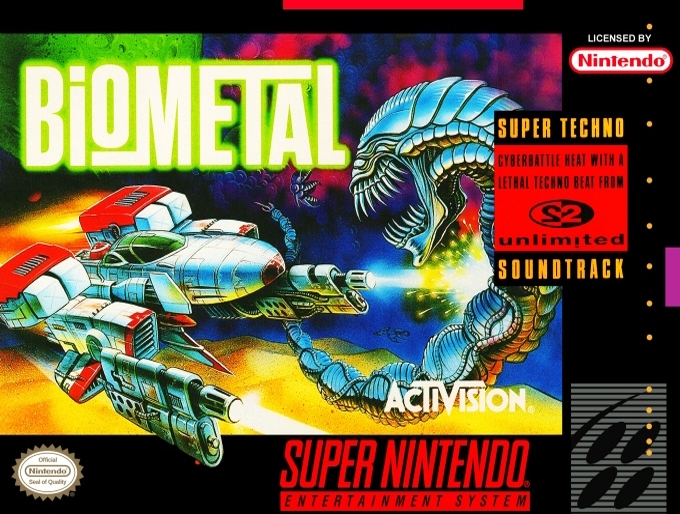 LICENSED BY
Nintendo®
BIOMETAL
SUPER TECHNO
CYBERBATTLE HEAT WITH A
LETHAL TECHNO BEAT FROM
2
unlimited
SOUNDTRACK
ACTIVISION®
Official
Nintendo
Seal of Quality
SUPER NINTENDO®
ENTERTAINMENT SYSTEM